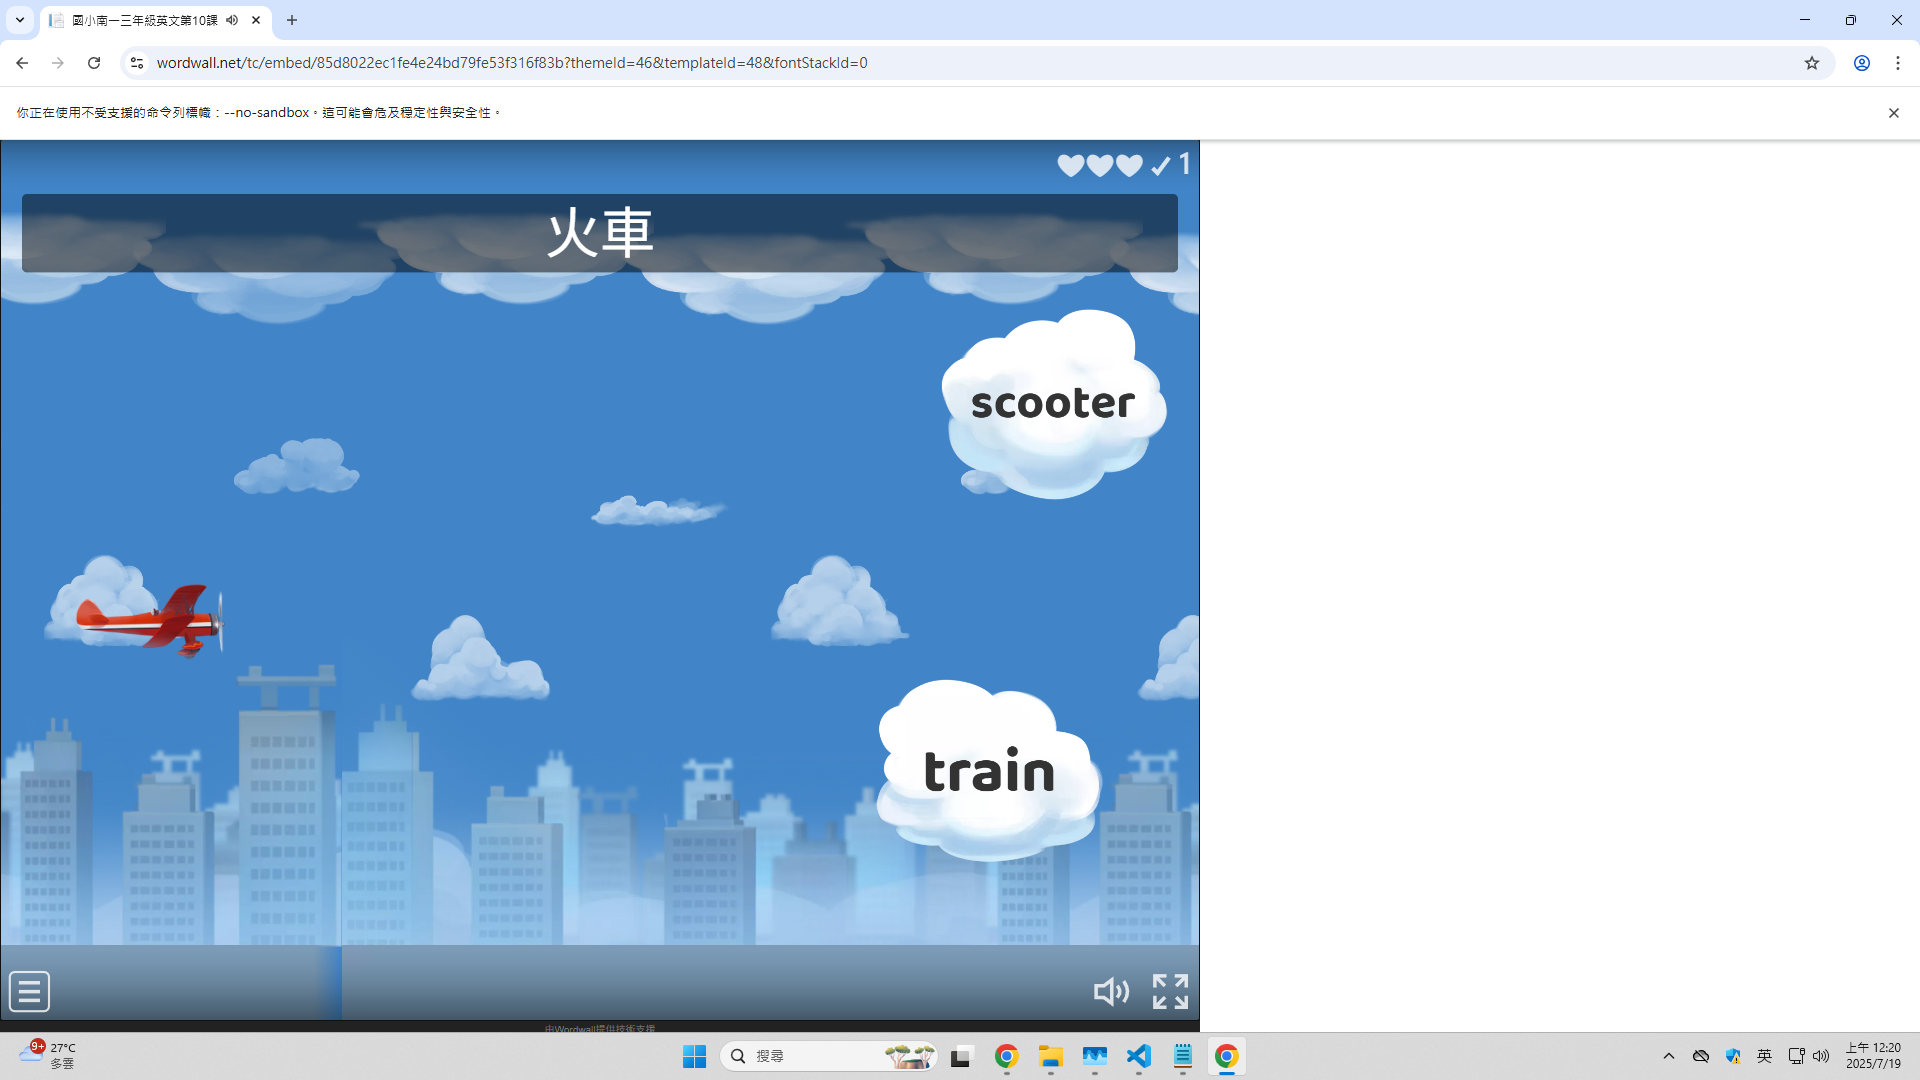 國小南一三年級英文第10課
wordwall.net/tc/embed/85d8022ec1fe4e24bd79fe53f316f83b?themeId=46&templateId=48&fontStackId=0
你正在使用不受支援的命令列標幟：--no-sandbox。這可能會危及穩定性與安全性。
1
火車
scooter
train
由Wordwall提供技術支援
9+
27°C
多雲
搜尋
英
上午 12:20
2025/7/19